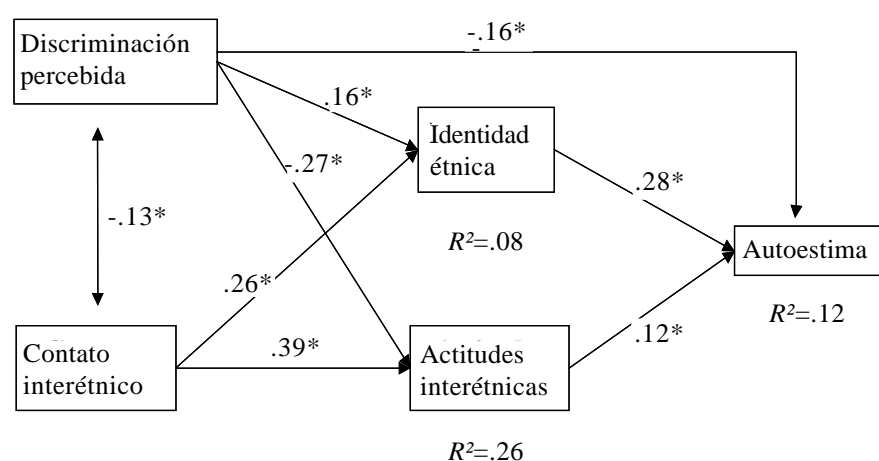 Discriminación
percebida
-.16*
.16*
Identidad
étnica
-.27*
.28*
-.13*
R²=.08
Autoestima
.26*
R²=.12
Contato
interétnico
.39*
Actitudes
interétnicas
.12*
R²=.26